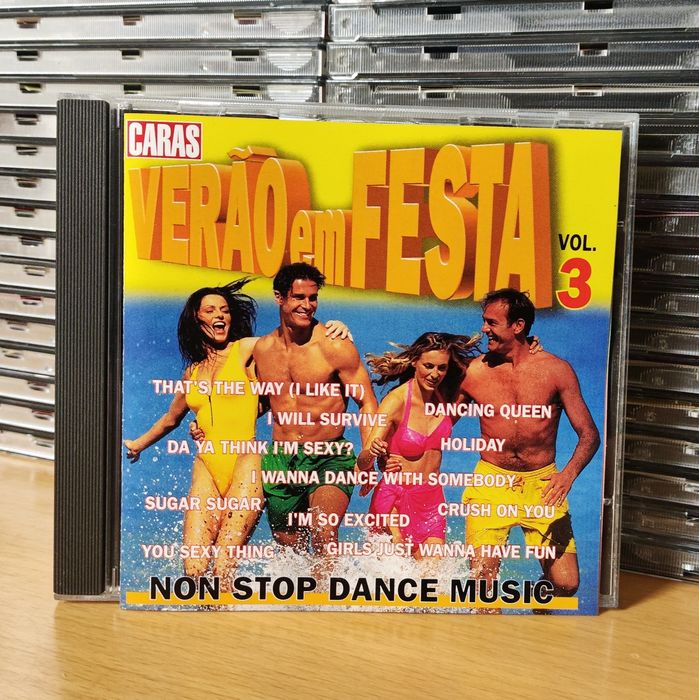 CARAS
VERÃO em FESTA
VOL.
3
THAT'S THE WAY (I LIKE IT)
DANCING QUEEN
I WILL SURVIVE
DA YA THINK I'M SEXY?
HOLIDAY
I WANNA DANCE WITH SOMEBODY
SUGAR SUGAR
CRUSH ON YOU
I'M SO EXCITED
YOU SEXY THING
GIRLS JUST WANNA HAVE FUN
NON STOP DANCE MUSIC